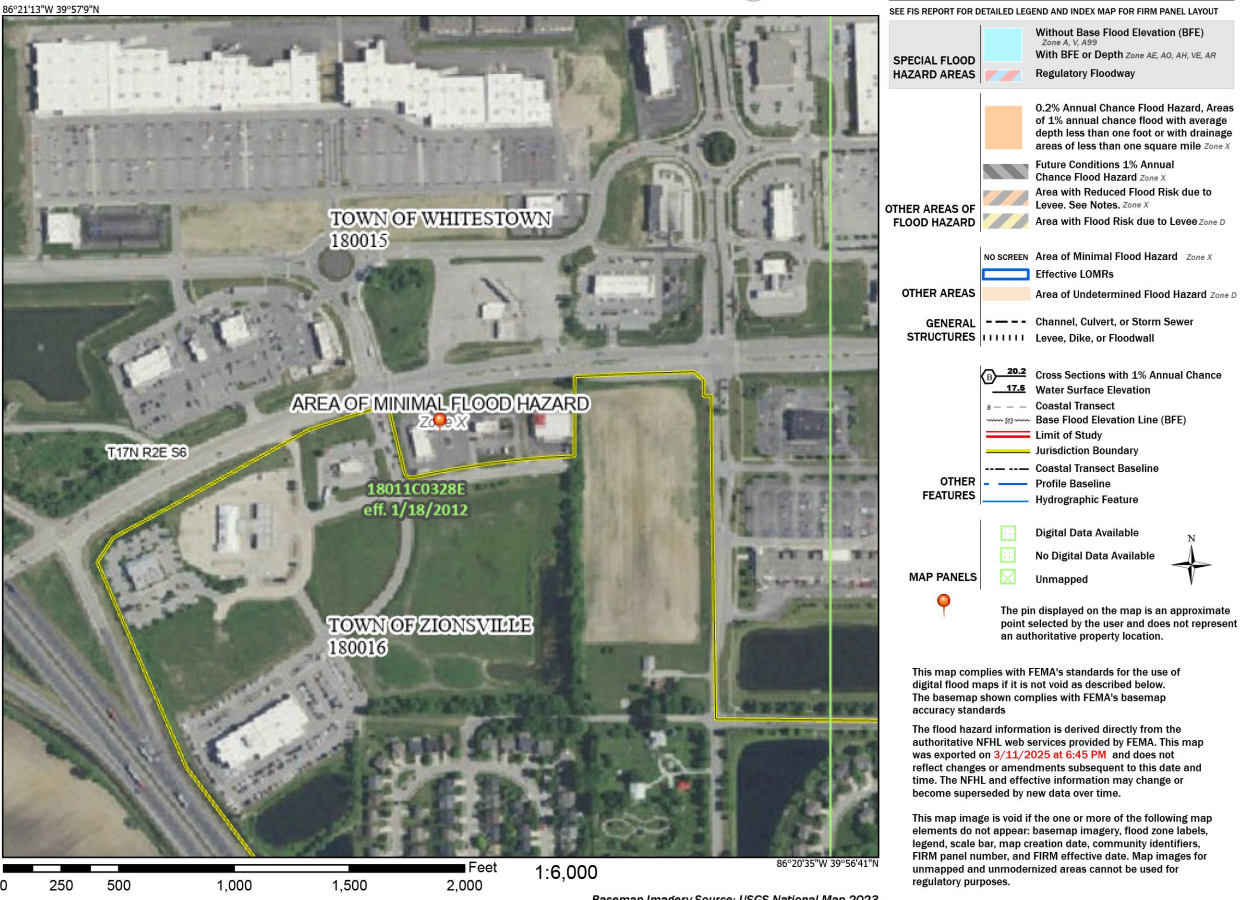 86°21'13"W 39°57'9"N
TOWN OF WHITESTOWN
180015
AREA OF MINIMAL FLOOD HAZARD
Zone X
T17N R2E S6
18011C0328E
eff. 1/18/2012
TOWN OF ZIONSVILLE
180016
86°20'35"W 39°56'41"N
Feet
0 250 500 1,000 1,500 2,000
1:6,000
Basemap Imagery Source: USGS National Map 2023
SEE FIS REPORT FOR DETAILED LEGEND AND INDEX MAP FOR FIRM PANEL LAYOUT
SPECIAL FLOOD
HAZARD AREAS
Without Base Flood Elevation (BFE)
Zone A, V, A99
With BFE or Depth Zone AE, AO, AH, VE, AR
Regulatory Floodway
OTHER AREAS OF
FLOOD HAZARD
0.2% Annual Chance Flood Hazard, Areas
of 1% annual chance flood with average
depth less than one foot or with drainage
areas of less than one square mile Zone X
Future Conditions 1% Annual
Chance Flood Hazard Zone X
Area with Reduced Flood Risk due to
Levee. See Notes. Zone X
Area with Flood Risk due to Levee Zone D
OTHER AREAS
NO SCREEN Area of Minimal Flood Hazard Zone X
Effective LOMRs
Area of Undetermined Flood Hazard Zone D
GENERAL
STRUCTURES
Channel, Culvert, or Storm Sewer
Levee, Dike, or Floodwall
OTHER
FEATURES
B 20.2 Cross Sections with 1% Annual Chance
17.5 Water Surface Elevation
8 Coastal Transect
513 Base Flood Elevation Line (BFE)
Limit of Study
Jurisdiction Boundary
Coastal Transect Baseline
Profile Baseline
Hydrographic Feature
MAP PANELS
Digital Data Available
No Digital Data Available
Unmapped
N
The pin displayed on the map is an approximate
point selected by the user and does not represent
an authoritative property location.
This map complies with FEMA's standards for the use of
digital flood maps if it is not void as described below.
The basemap shown complies with FEMA's basemap
accuracy standards
The flood hazard information is derived directly from the
authoritative NFHL web services provided by FEMA. This map
was exported on 3/11/2025 at 6:45 PM and does not
reflect changes or amendments subsequent to this date and
time. The NFHL and effective information may change or
become superseded by new data over time.
This map image is void if the one or more of the following map
elements do not appear: basemap imagery, flood zone labels,
legend, scale bar, map creation date, community identifiers,
FIRM panel number, and FIRM effective date. Map images for
unmapped and unmodernized areas cannot be used for
regulatory purposes.